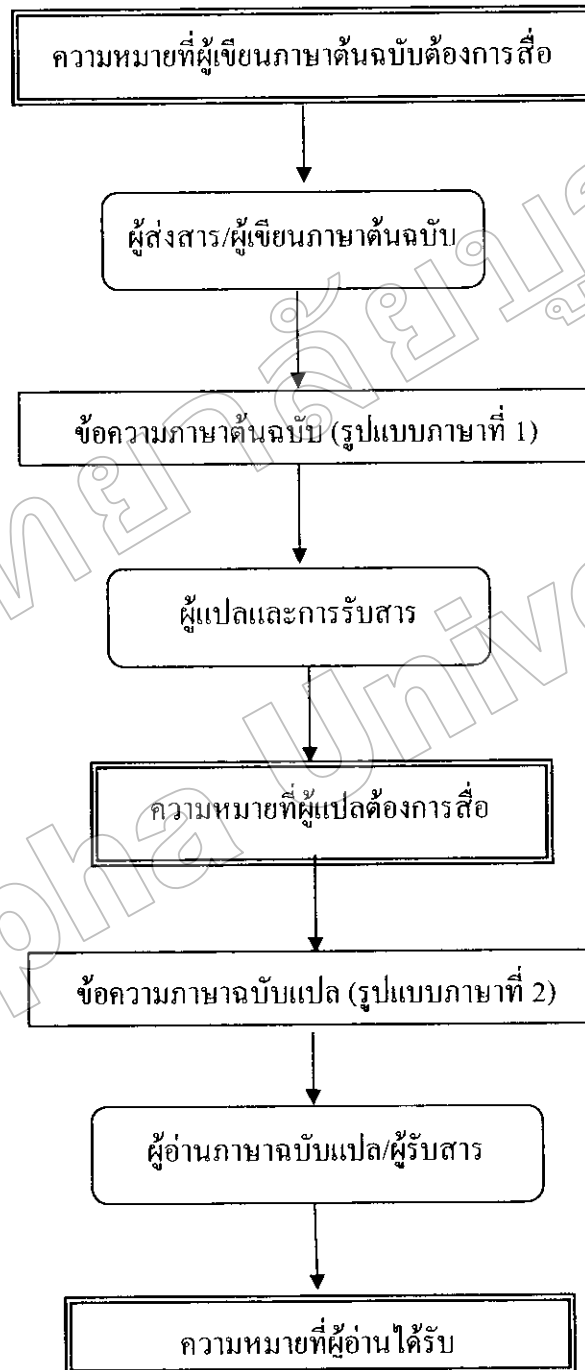 ความหมายที่ผู้เขียนภาษาต้นฉบับต้องการสื่อ
ผู้ส่งสาร/ผู้เขียนภาษาต้นฉบับ
ข้อความภาษาต้นฉบับ (รูปแบบภาษาที่ 1)
ผู้แปลและการรับสาร
ความหมายที่ผู้แปลต้องการสื่อ
ข้อความภาษาฉบับแปล (รูปแบบภาษาที่ 2)
ผู้อ่านภาษาฉบับแปล/ผู้รับสาร
ความหมายที่ผู้อ่านได้รับ